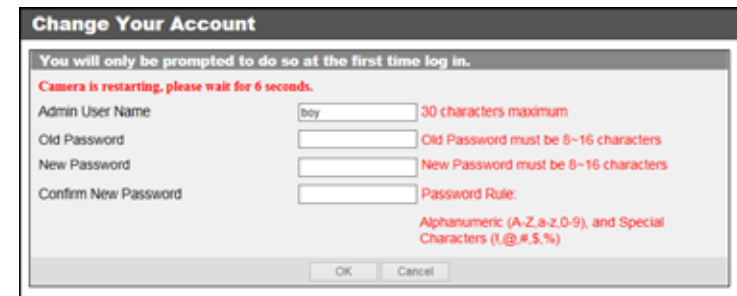 Change Your Account
You will only be prompted to do so at the first time log in.
Camera is restarting, please wait for 6 seconds.
Admin User Name boy 30 characters maximum
Old Password Old Password must be 8~16 characters
New Password New Password must be 8~16 characters
Confirm New Password Password Rule:
Alphanumeric (A-Z,a-z,0-9), and Special
Characters (!,@,#,$,%)
OK Cancel